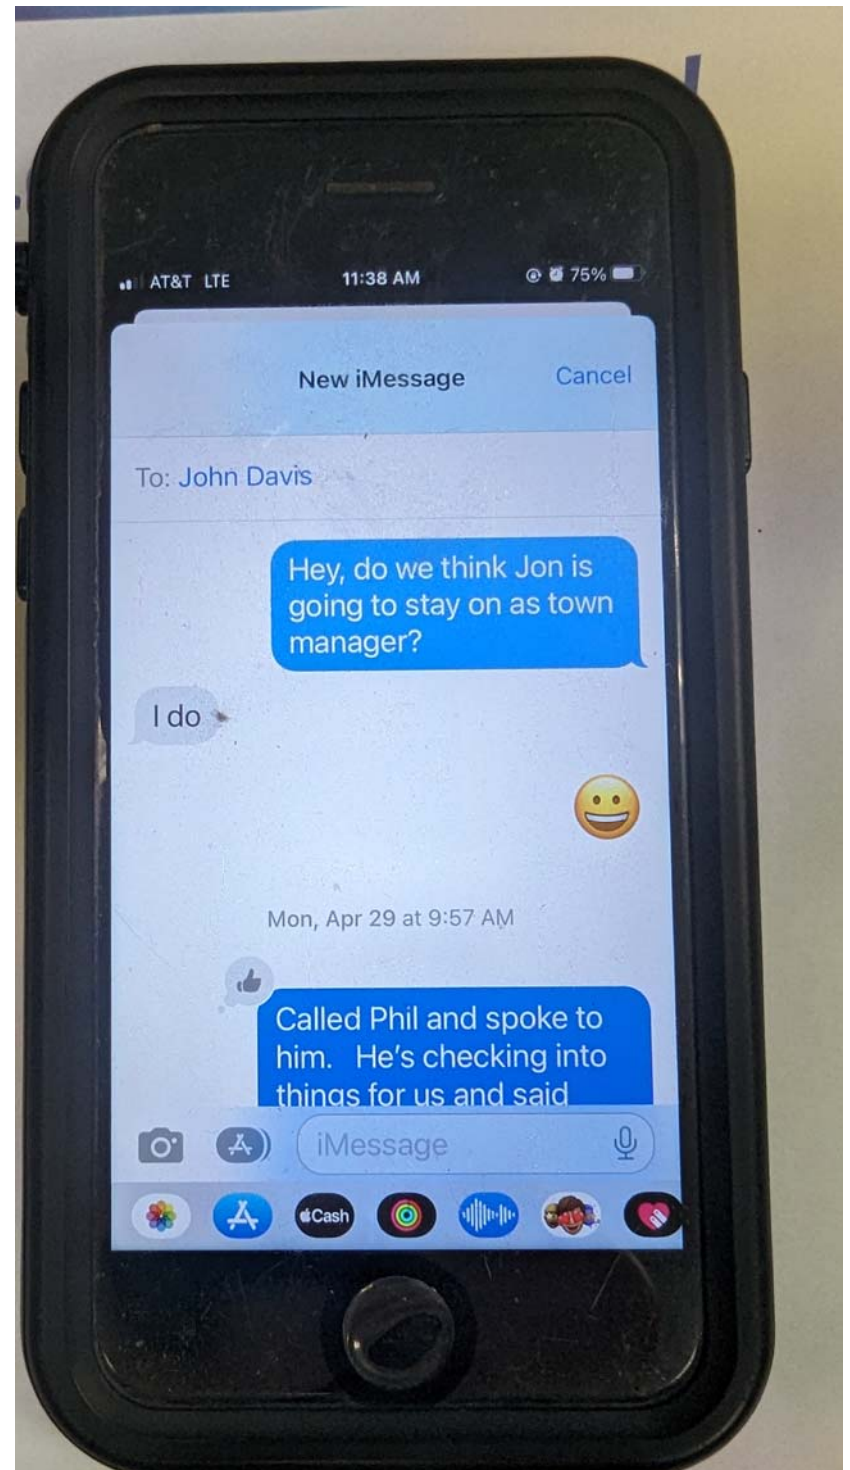 AT&T LTE 11:38 AM 75%
New iMessage Cancel
To: John Davis
Hey, do we think Jon is
going to stay on as town
manager?
I do
Mon, Apr 29 at 9:57 AM
Called Phil and spoke to
him. He's checking into
things for us and said
iMessage
Cash